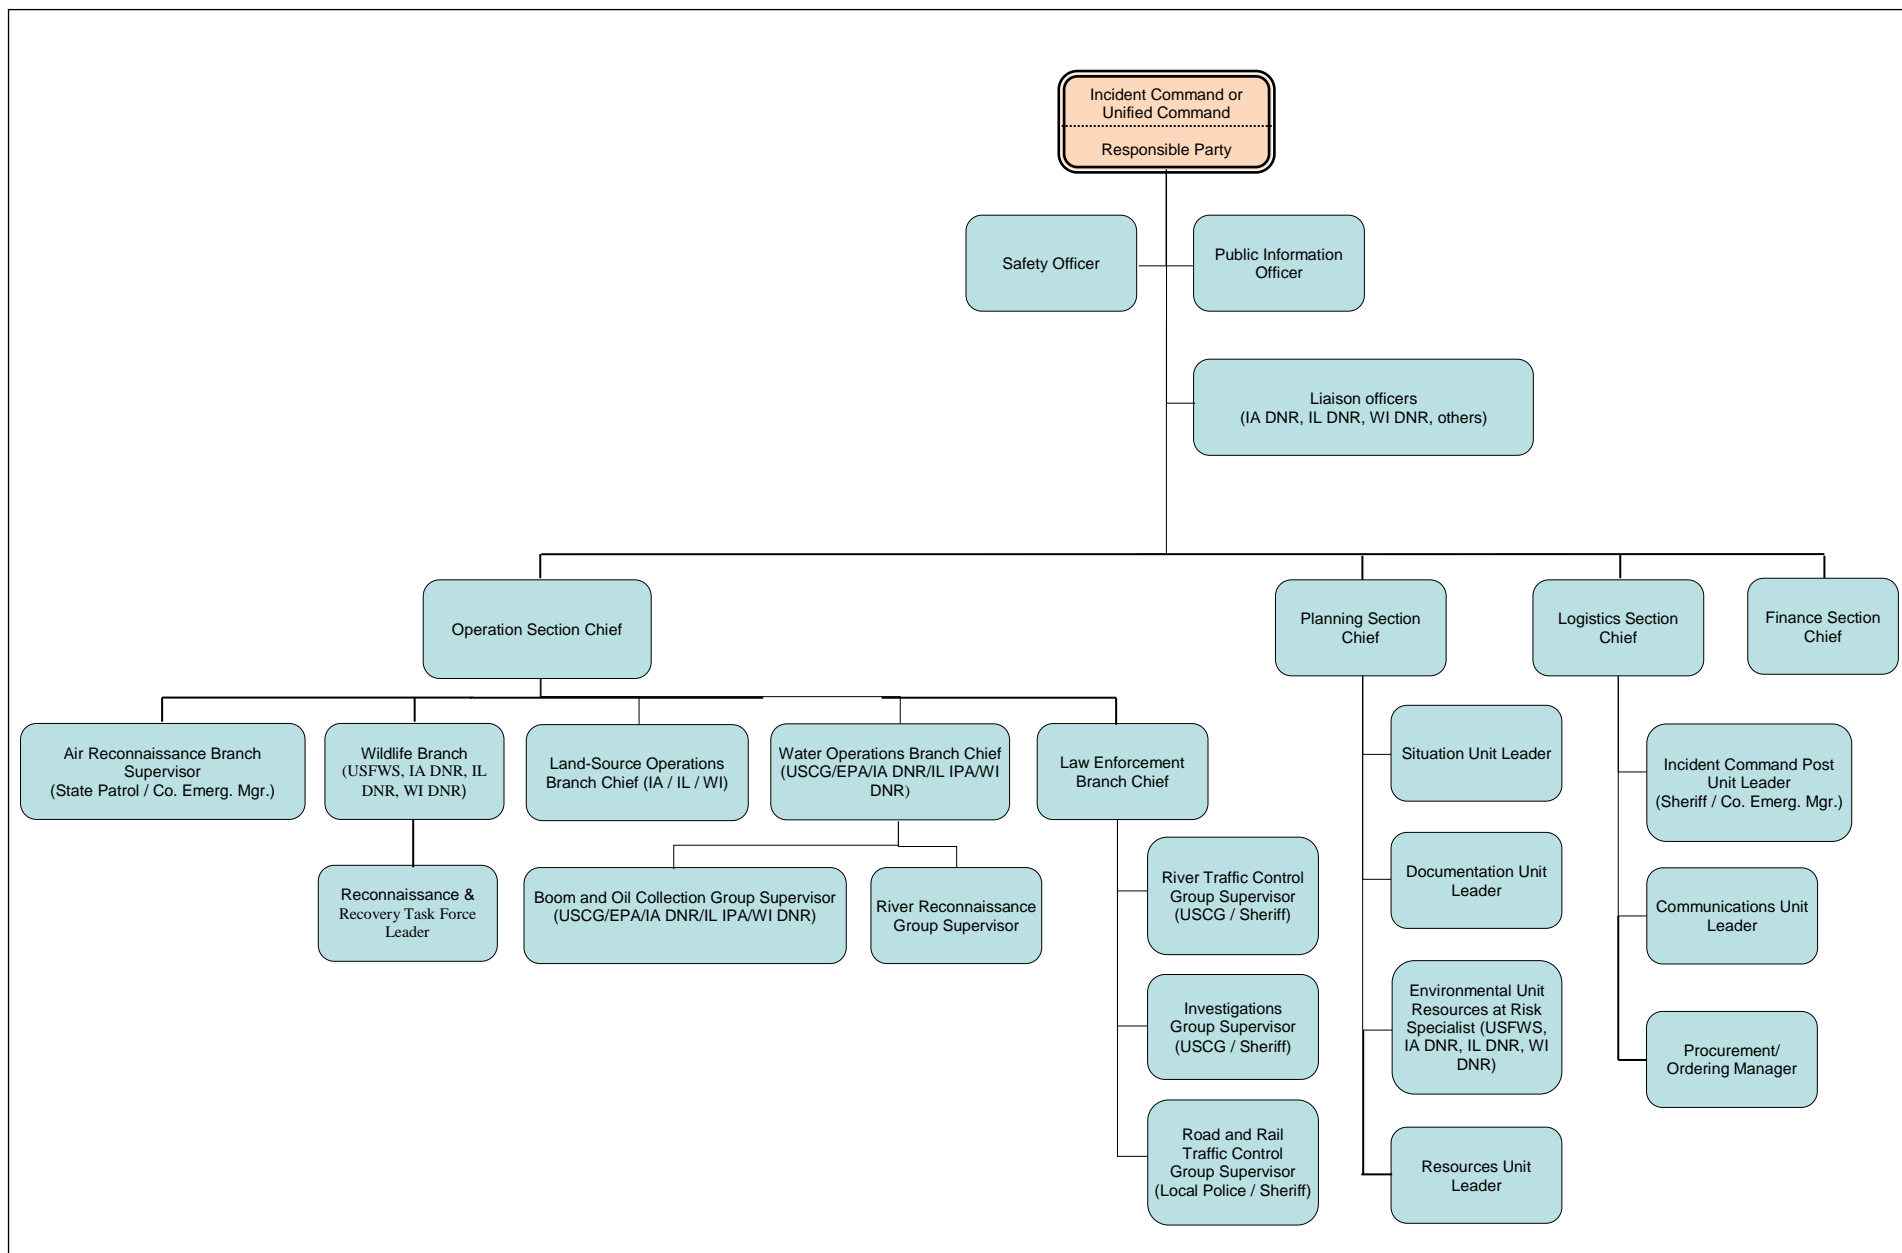 Incident Command or
Unified Command
Responsible Party
Safety Officer
Public Information
Officer
Liaison officers
(IA DNR, IL DNR, WI DNR, others)
Operation Section Chief
Planning Section
Chief
Logistics Section
Chief
Finance Section
Chief
Air Reconnaissance Branch
Supervisor
(State Patrol / Co. Emerg. Mgr.)
Wildlife Branch
(USFWS, IA DNR, IL
DNR, WI DNR)
Land-Source Operations
Branch Chief (IA / IL / WI)
Water Operations Branch Chief
(USCG/EPA/IA DNR/IL IPA/WI
DNR)
Law Enforcement
Branch Chief
Reconnaissance &
Recovery Task Force
Leader
Boom and Oil Collection Group Supervisor
(USCG/EPA/IA DNR/IL IPA/WI DNR)
River Reconnaissance
Group Supervisor
River Traffic Control
Group Supervisor
(USCG / Sheriff)
Investigations
Group Supervisor
(USCG / Sheriff)
Road and Rail
Traffic Control
Group Supervisor
(Local Police / Sheriff)
Situation Unit Leader
Documentation Unit
Leader
Environmental Unit
Resources at Risk
Specialist (USFWS,
IA DNR, IL DNR, WI
DNR)
Resources Unit
Leader
Incident Command Post
Unit Leader
(Sheriff / Co. Emerg. Mgr.)
Communications Unit
Leader
Procurement/
Ordering Manager